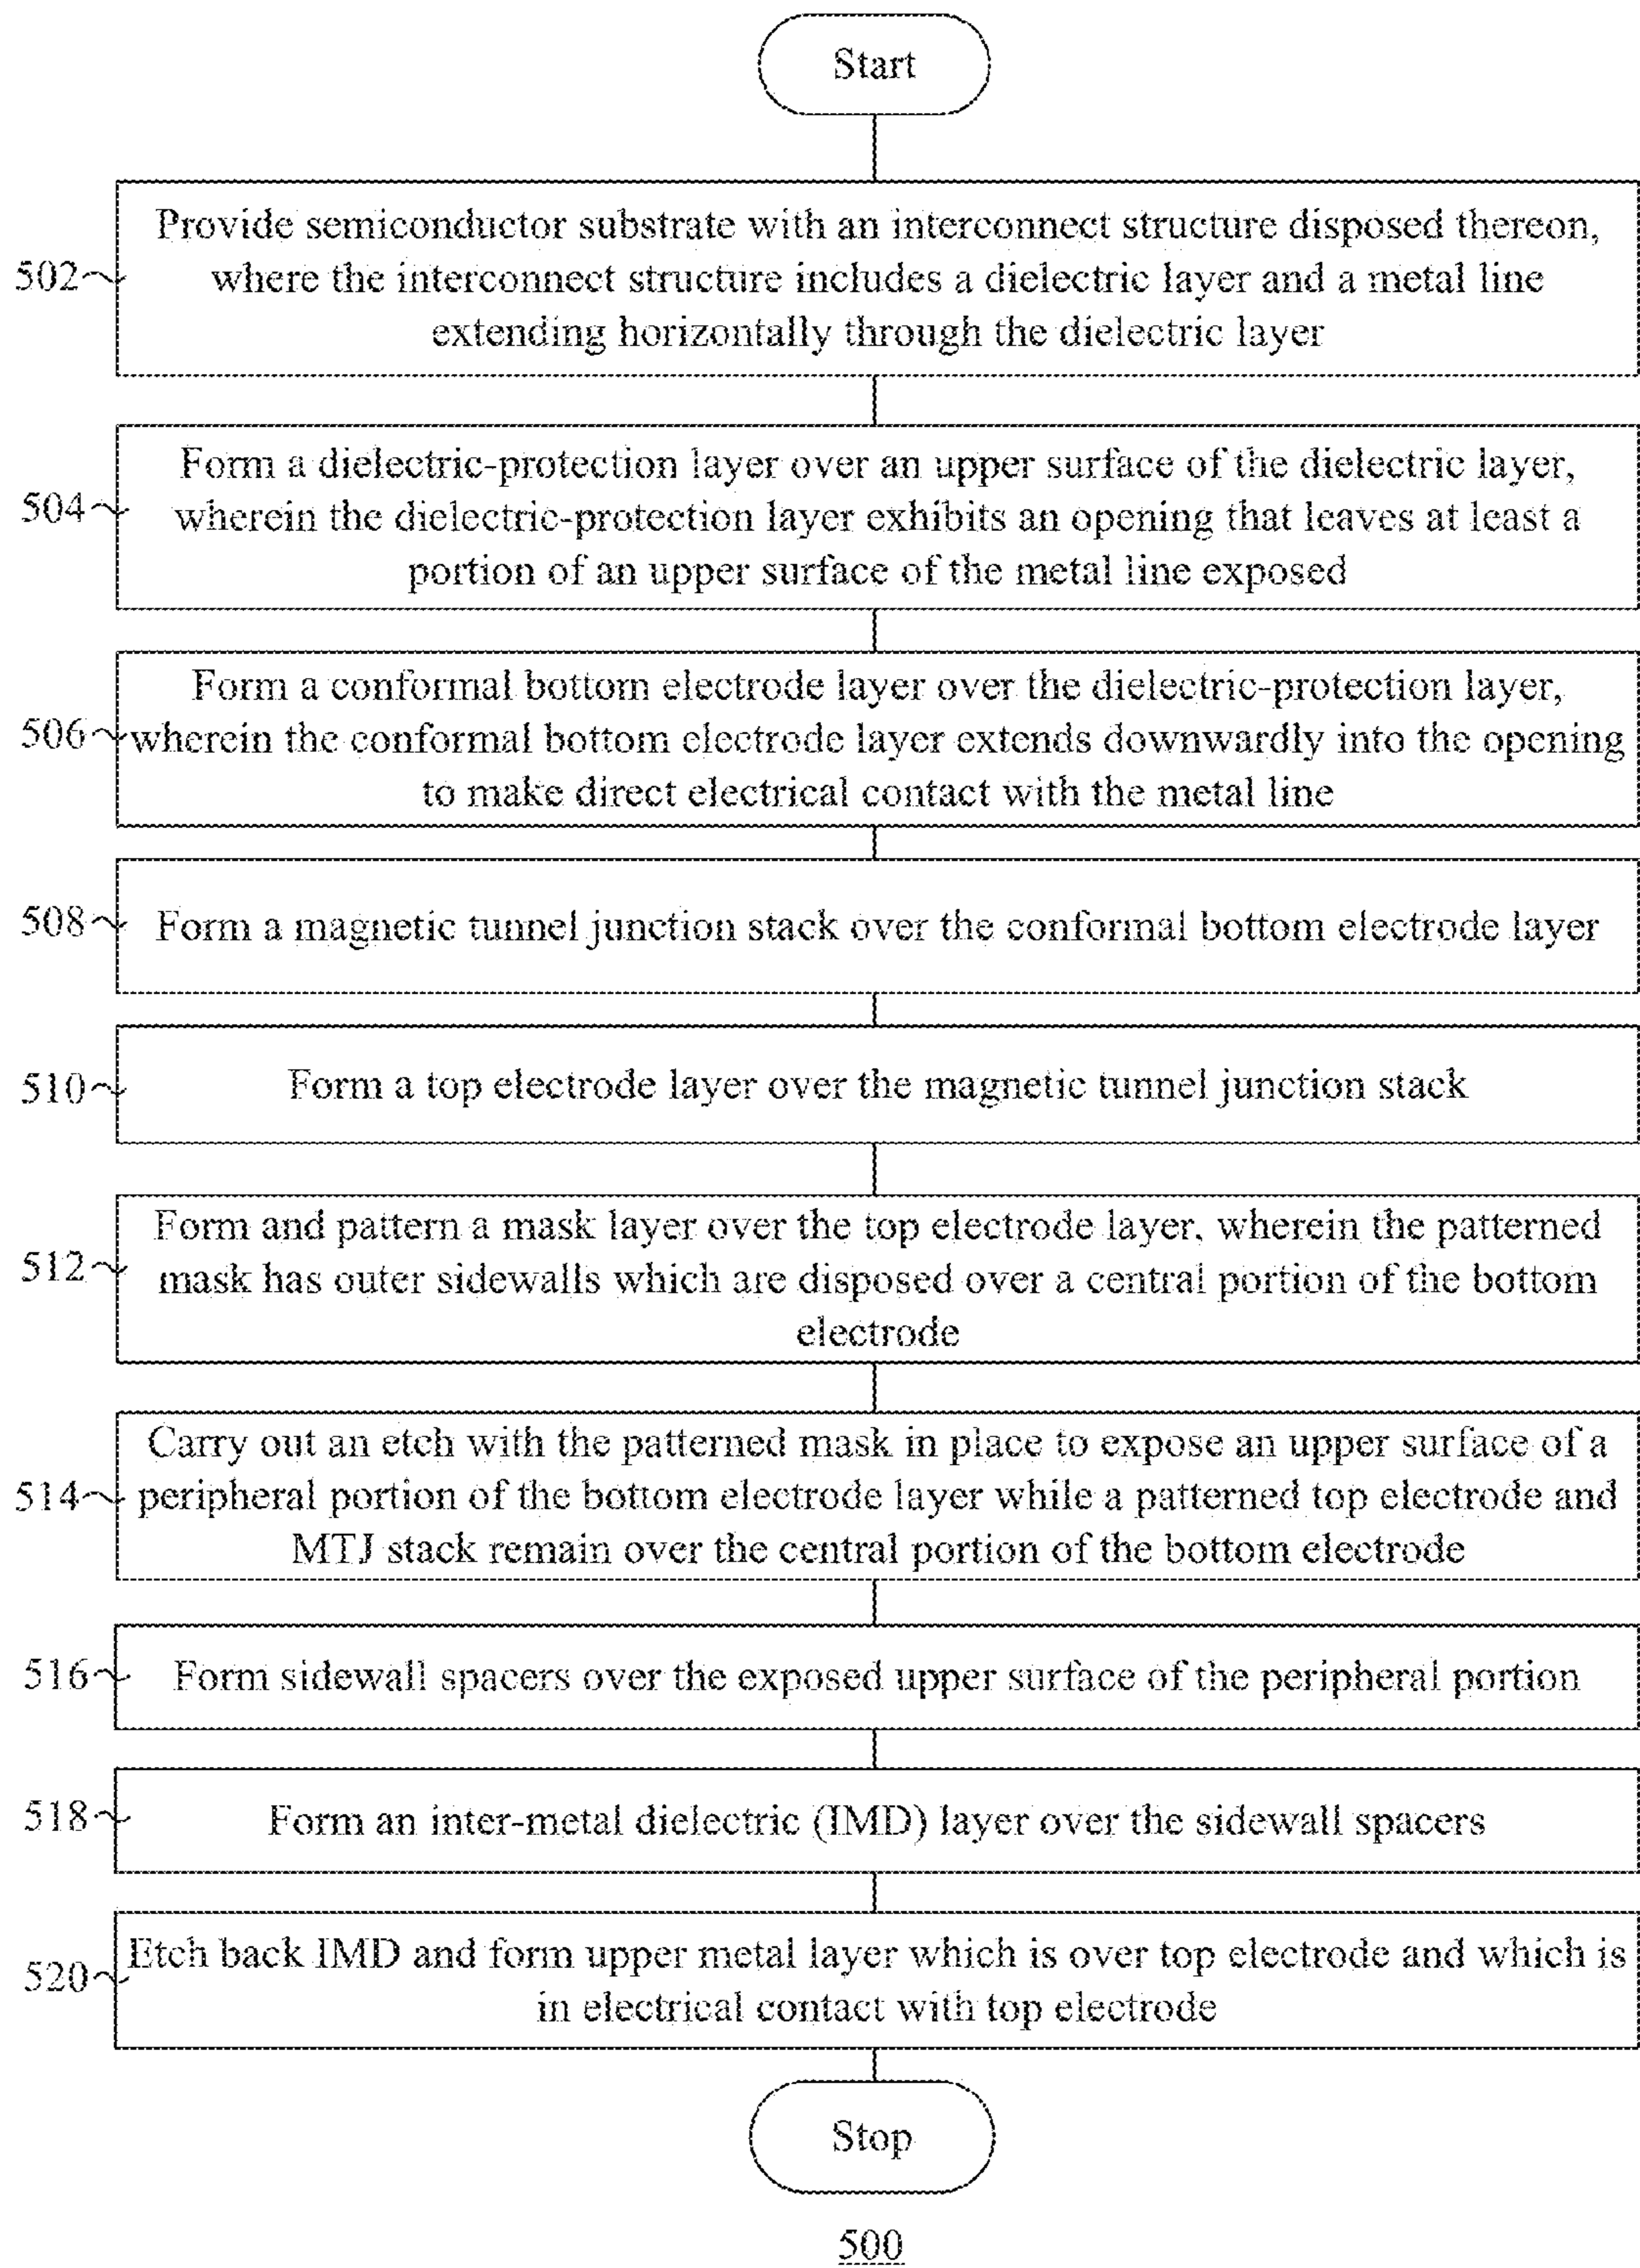 Start
Provide semiconductor substrate with an interconnect structure disposed thereon,
502
where the interconnect structure includes a dielectric layer and a metal line
extending horizontally through the dielectric layer
Form a dielectric-protection layer over an upper surface of the dielectric layer,
504
wherein the dielectric-protection layer exhibits an opening that leaves at least a
portion of an upper surface of the metal line exposed
Form a conformal bottom electrode layer over the dielectric-protection layer,
506
wherein the conformal bottom electrode layer extends downwardly into the opening
to make direct electrical contact with the metal line
508
Form a magnetic tunnel junction stack over the conformal bottom electrode layer
510
Form a top electrode layer over the magnetic tunnel junction stack
Form and pattern a mask layer over the top electrode layer, wherein the patterned
512
mask has outer sidewalls which are disposed over a central portion of the bottom
electrode
Carry out an etch with the patterned mask in place to expose an upper surface of a
514
peripheral portion of the bottom electrode layer while a patterned top electrode and
MTJ stack remain over the central portion of the bottom electrode
516
Form sidewall spacers over the exposed upper surface of the peripheral portion
518
Form an inter-metal dielectric (IMD) layer over the sidewall spacers
520
Etch back IMD and form upper metal layer which is over top electrode and which is
in electrical contact with top electrode
Stop
500